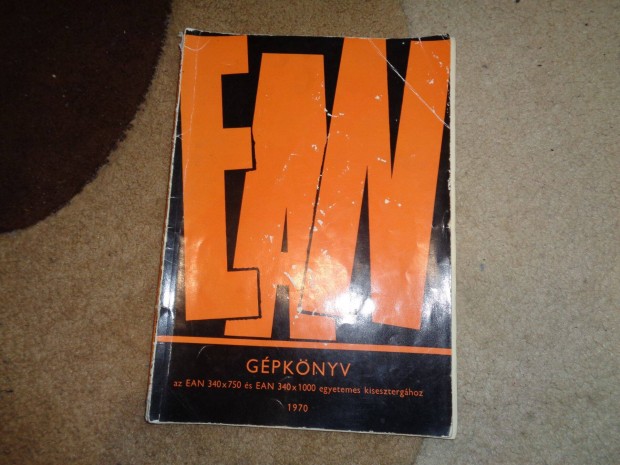 EAN
GÉPKÖNYV
az EAN 340x750 és EAN 340x1000 egyetemes kisesztergához
1970